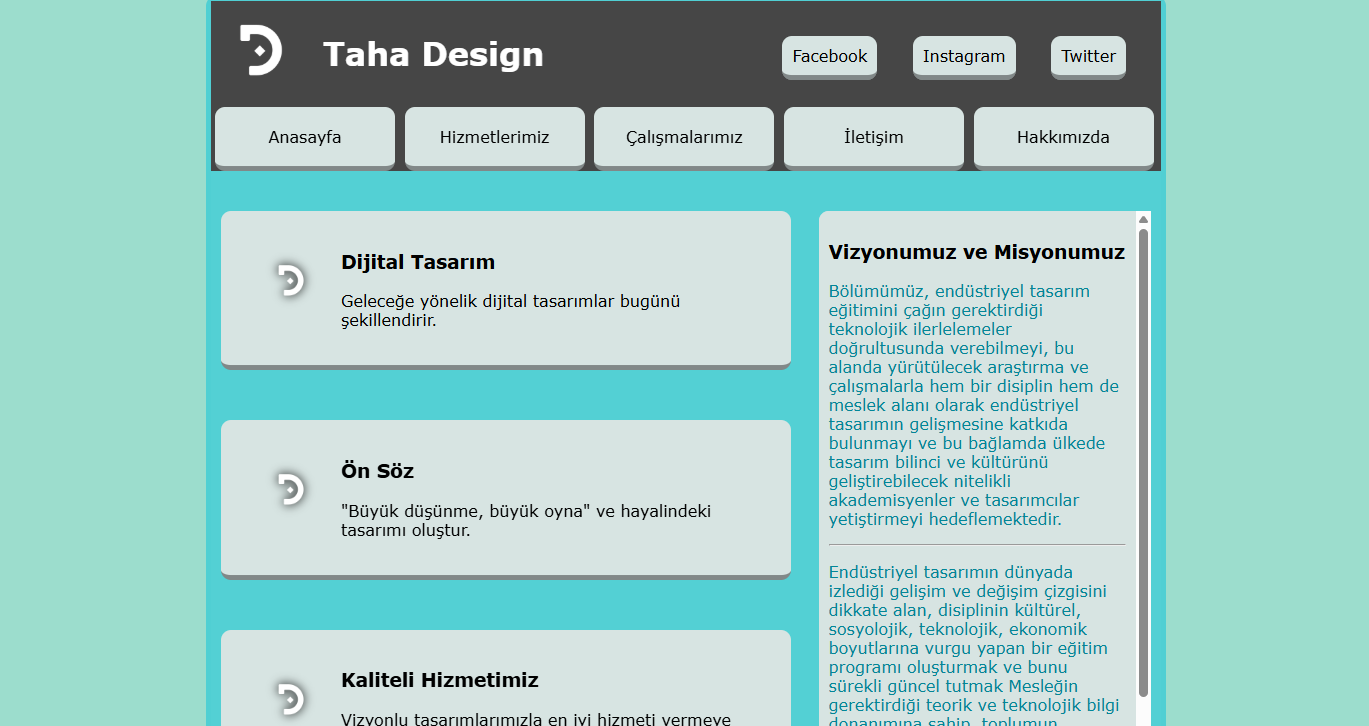 Taha Design
Facebook
Instagram
Twitter
Anasayfa
Hizmetlerimiz
Çalışmalarımız
İletişim
Hakkımızda
Dijital Tasarım
Geleceğe yönelik dijital tasarımlar bugünü
şekillendirir.
Ön Söz
"Büyük düşünme, büyük oyna" ve hayalindeki
tasarımı oluştur.
Kaliteli Hizmetimiz
Vizyonlu tasarımlarımızla en iyi hizmeti vermeye
Vizyonumuz ve Misyonumuz
Bölümümüz, endüstriyel tasarım
eğitimini çağın gerektirdiği
teknolojik ilerlelemeler
doğrultusunda verebilmeyi, bu
alanda yürütülecek araştırma ve
çalışmalarla hem bir disiplin hem de
meslek alanı olarak endüstriyel
tasarımın gelişmesine katkıda
bulunmayı ve bu bağlamda ülkede
tasarım bilinci ve kültürünü
geliştirebilecek nitelikli
akademisyenler ve tasarımcılar
yetiştirmeyi hedeflemektedir.
Endüstriyel tasarımın dünyada
izlediği gelişim ve değişim çizgisini
dikkate alan, disiplinin kültürel,
sosyolojik, teknolojik, ekonomik
boyutlarına vurgu yapan bir eğitim
programı oluşturmak ve bunu
sürekli güncel tutmak Mesleğin
gerektirdiği teorik ve teknolojik bilgi
donanımına sahip, toplumun